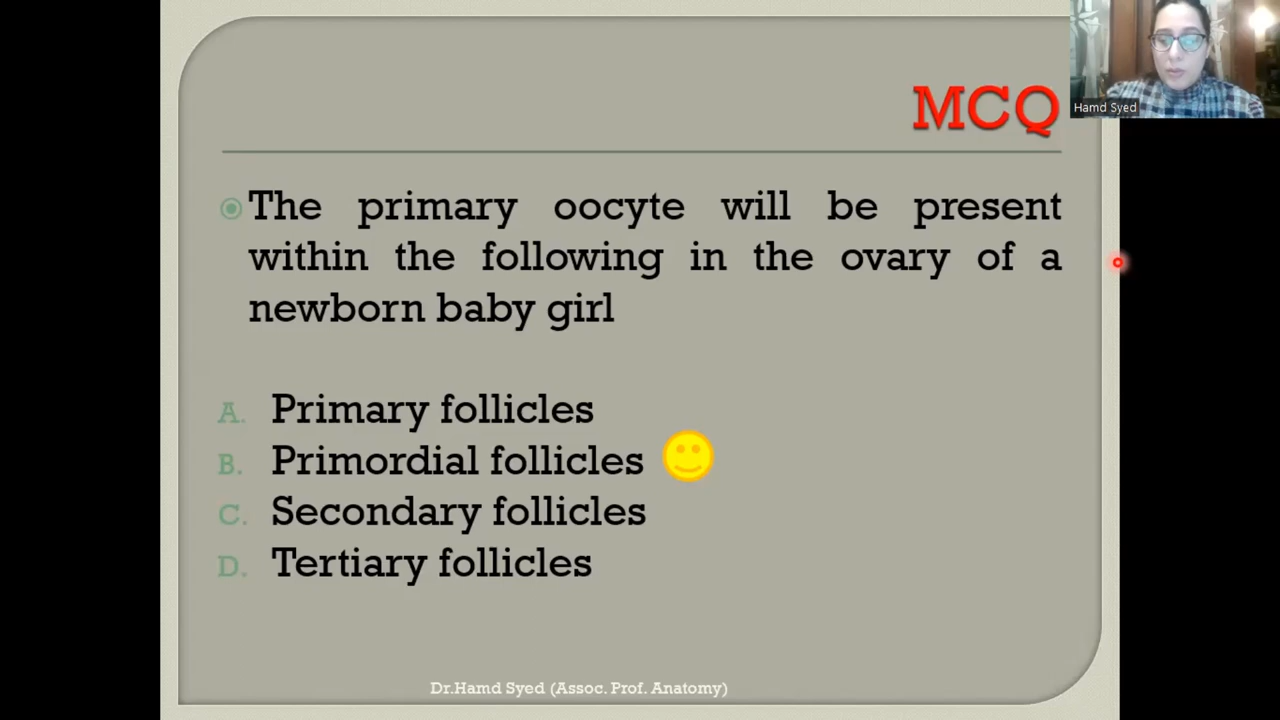 Hamd Syed
MCQ
The primary oocyte will be present
within the following in the ovary of a
newborn baby girl
A. Primary follicles
B. Primordial follicles
C. Secondary follicles
D. Tertiary follicles
Dr.Hamd Syed (Assoc. Prof. Anatomy)